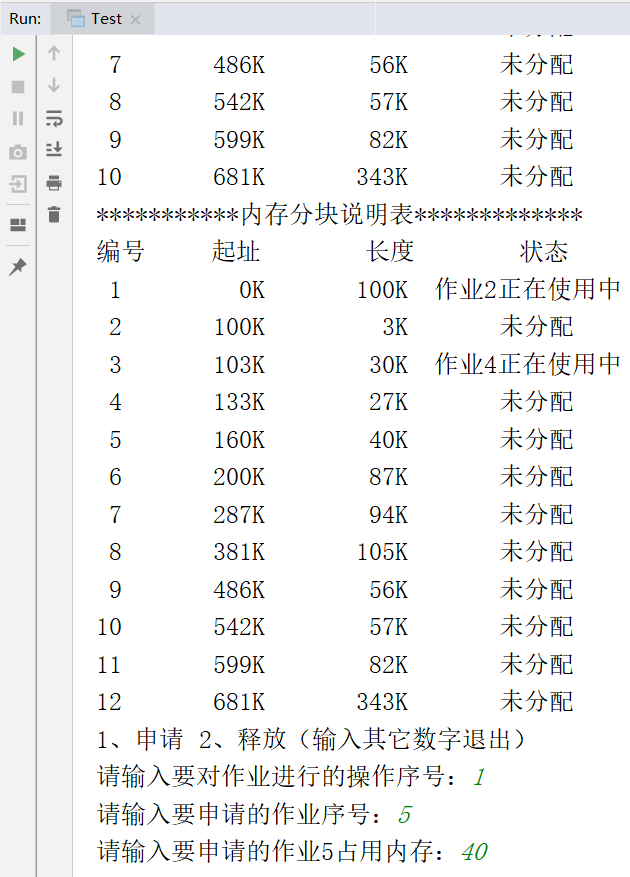 Run: Test
7 486K 56K 未分配
8 542K 57K 未分配
9 599K 82K 未分配
10 681K 343K 未分配
***********内存分块说明表*************
编号 起址 长度 状态
1 0K 100K 作业2正在使用中
2 100K 3K 未分配
3 103K 30K 作业4正在使用中
4 133K 27K 未分配
5 160K 40K 未分配
6 200K 87K 未分配
7 287K 94K 未分配
8 381K 105K 未分配
9 486K 56K 未分配
10 542K 57K 未分配
11 599K 82K 未分配
12 681K 343K 未分配
1、申请 2、释放（输入其它数字退出）
请输入要对作业进行的操作序号：1
请输入要申请的作业序号：5
请输入要申请的作业5占用内存：40